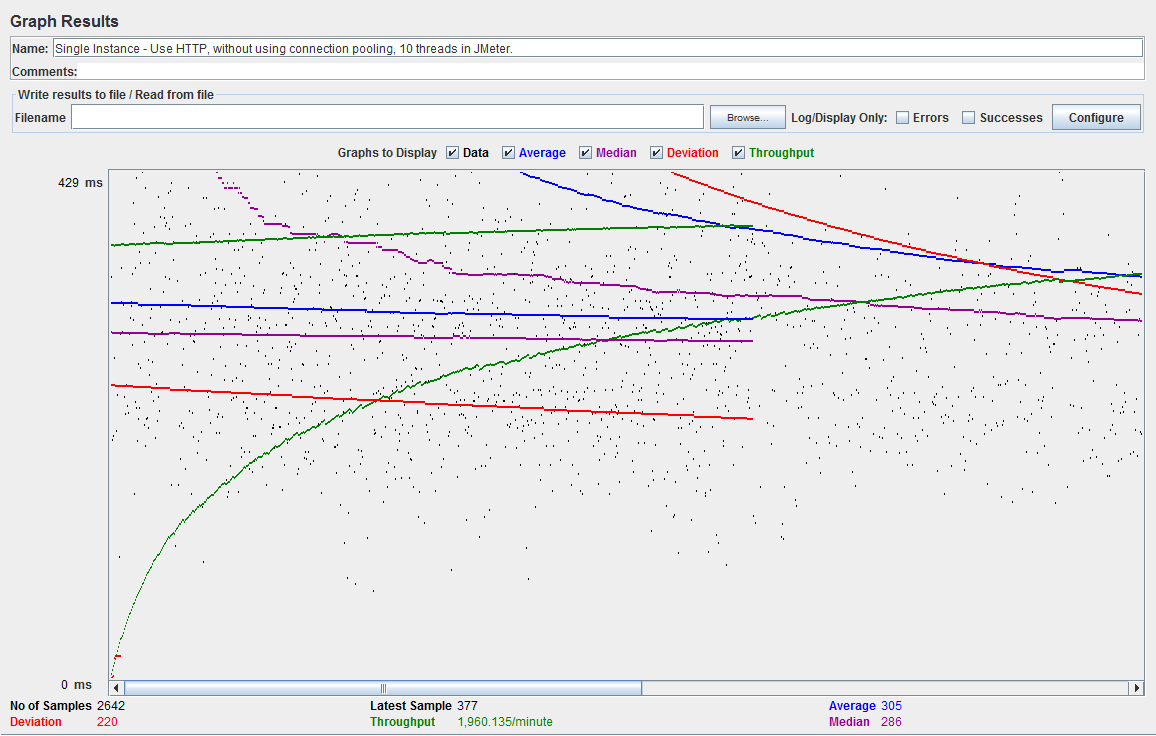 Graph Results
Name: Single Instance - Use HTTP, without using connection pooling, 10 threads in JMeter.
Comments:
Write results to file / Read from file
Filename Browse... Log/Display Only: Errors Successes Configure
Graphs to Display Data Average Median Deviation Throughput
429 ms
0 ms
No of Samples 2642 Latest Sample 377 Average 305
Deviation 220 Throughput 1,960.135/minute Median 286